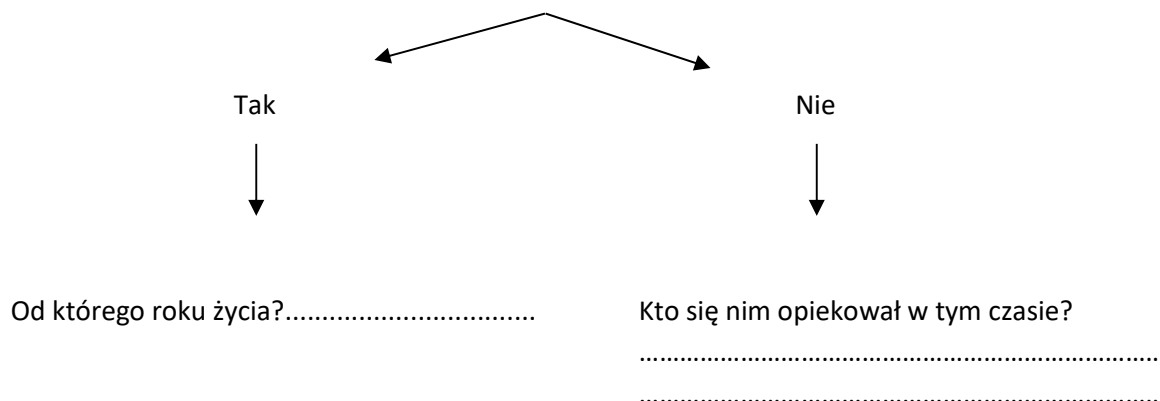 Tak
Nie
Od którego roku życia?..................................
Kto się nim opiekował w tym czasie?
……………………………………………………………………..
……………………………………………………………………..